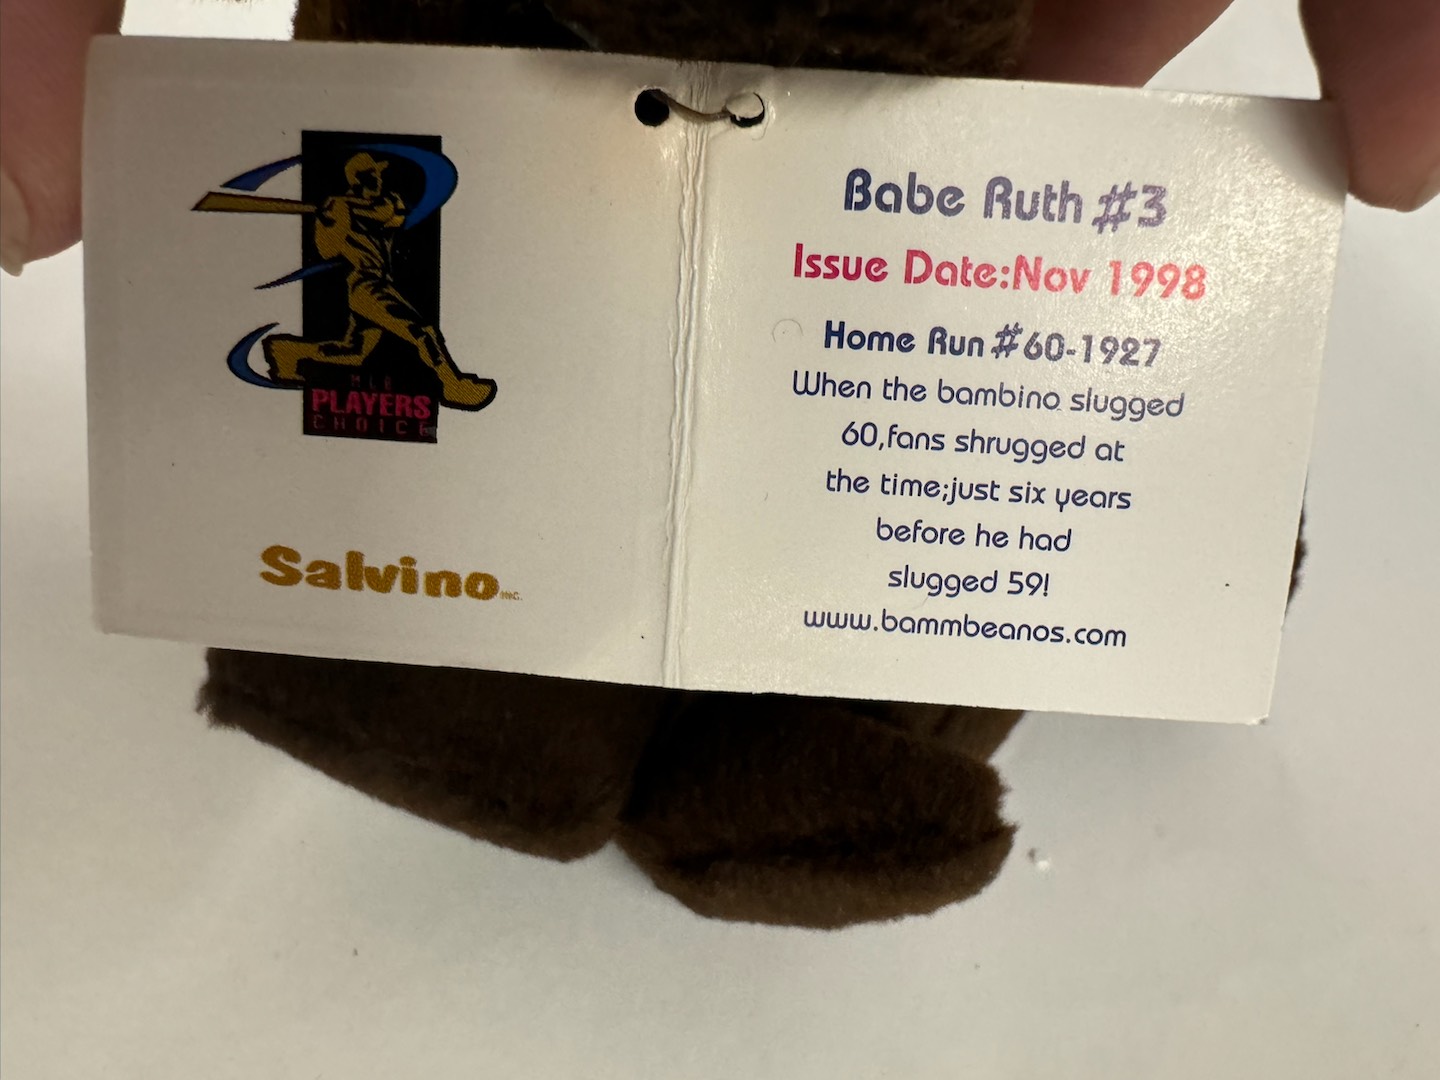 MLB
PLAYERS
CHOICE
Salvino INC.
Babe Ruth #3
Issue Date:Nov 1998
Home Run #60-1927
When the bambino slugged
60,fans shrugged at
the time;just six years
before he had
slugged 59!
www.bammbeanos.com